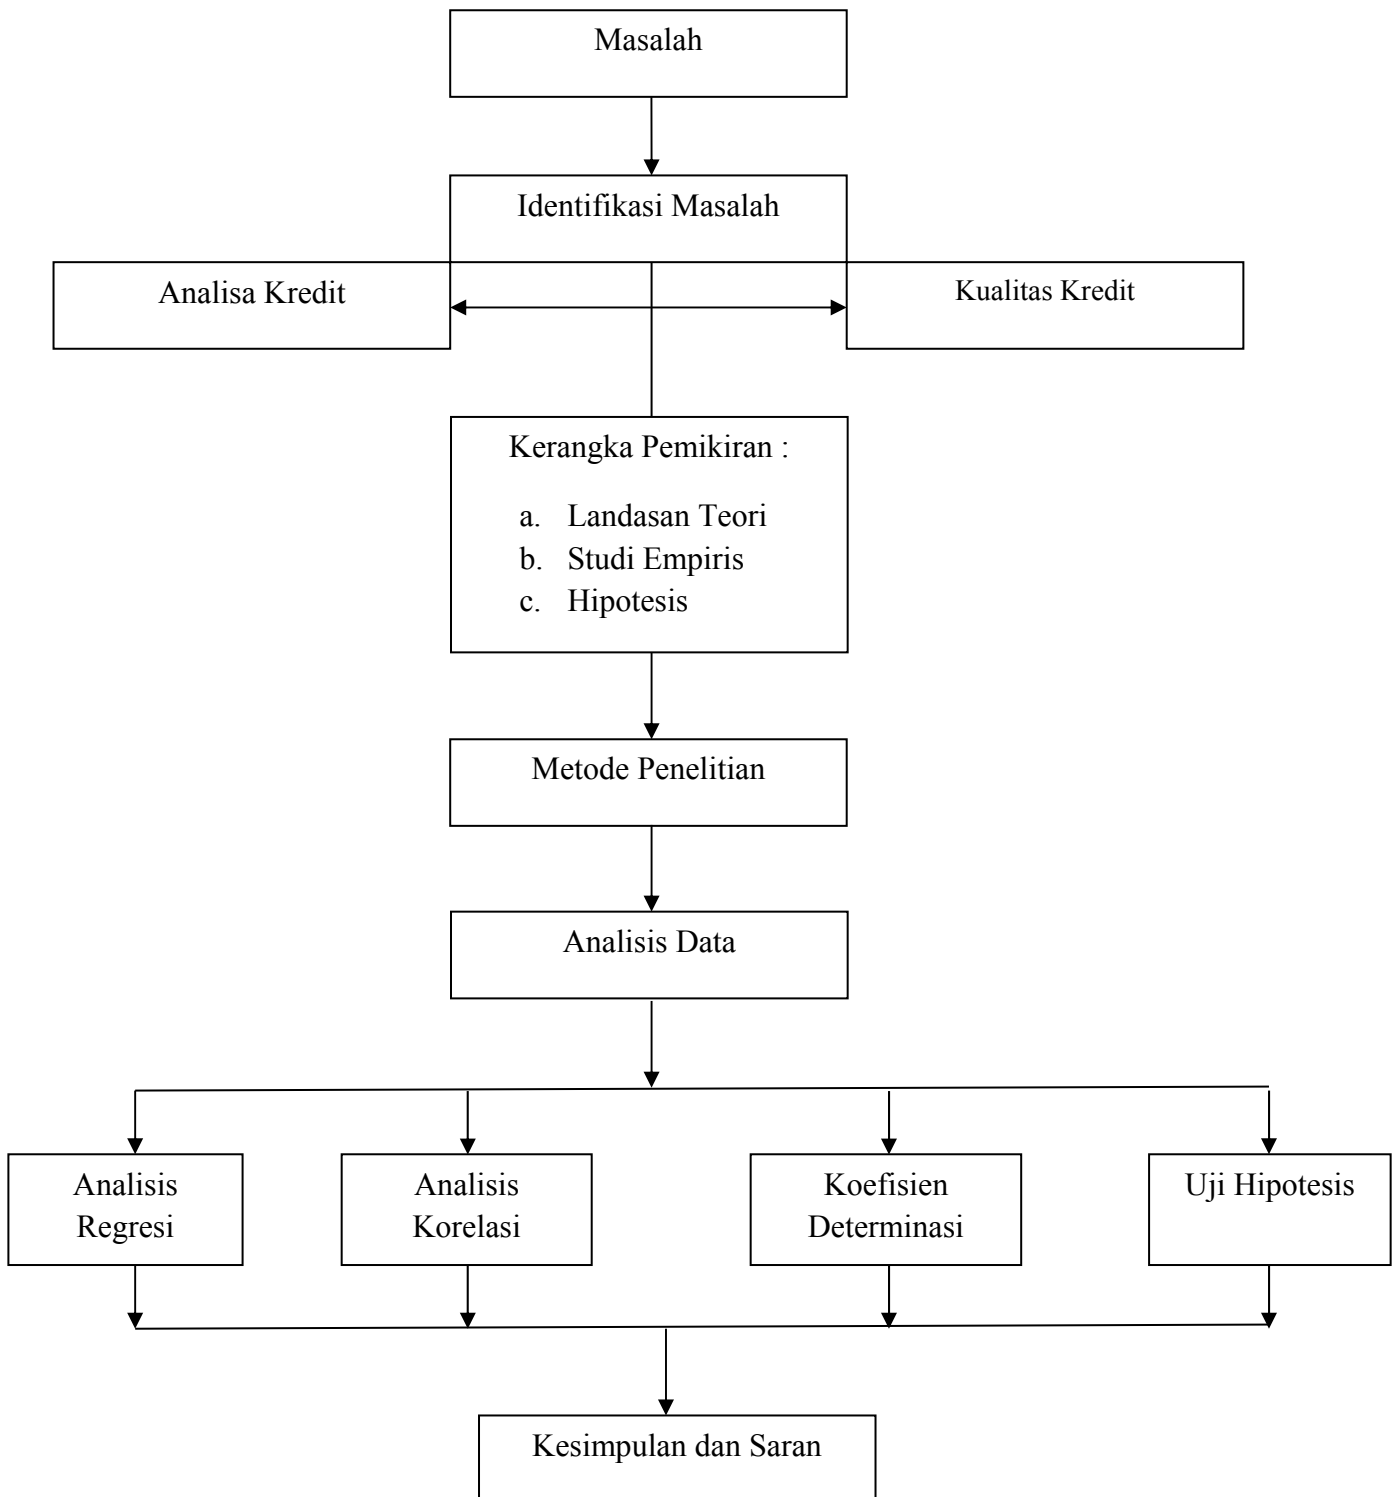 Masalah
Identifikasi Masalah
Analisa Kredit
Kualitas Kredit
Kerangka Pemikiran :
a. Landasan Teori
b. Studi Empiris
c. Hipotesis
Metode Penelitian
Analisis Data
Analisis
Regresi
Analisis
Korelasi
Koefisien
Determinasi
Uji Hipotesis
Kesimpulan dan Saran